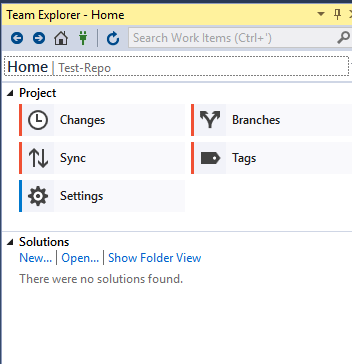 Team Explorer - Home
Search Work Items (Ctrl+')
Home | Test-Repo
Project
Changes
Branches
Sync
Tags
Settings
Solutions
New... | Open... | Show Folder View
There were no solutions found.